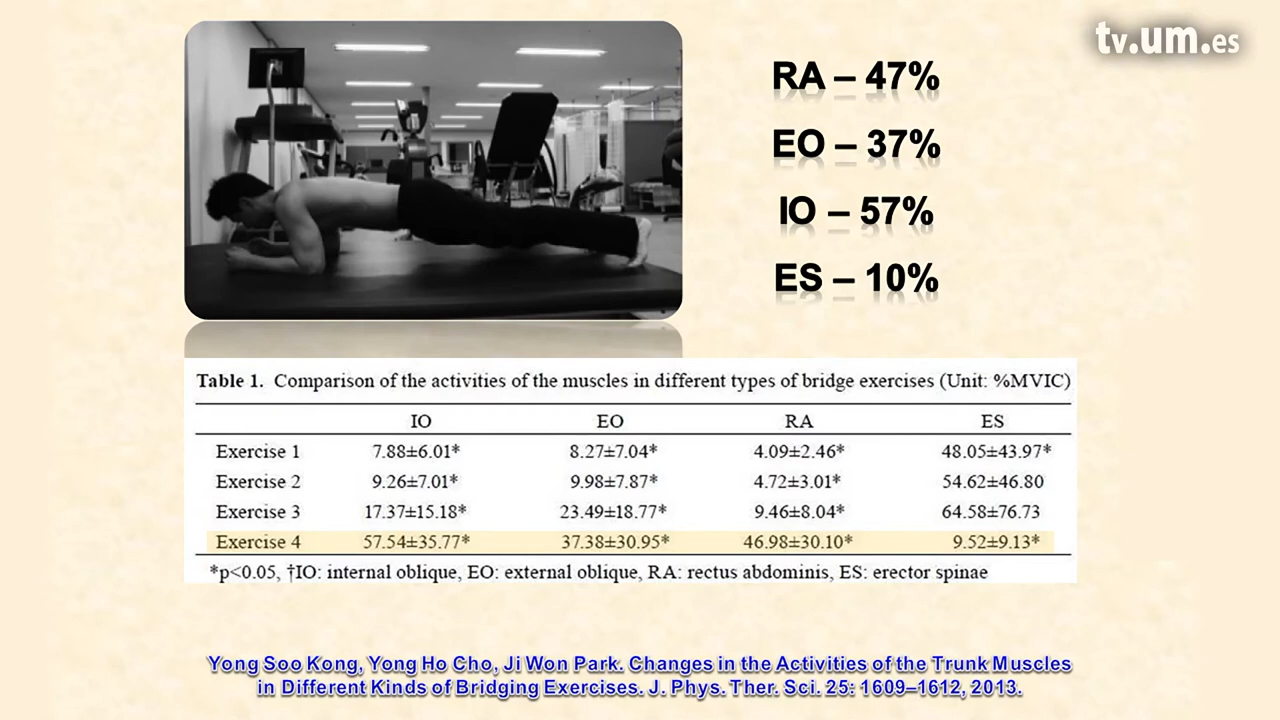 tv.um.es
RA – 47%
EO – 37%
IO – 57%
ES – 10%
Table 1. Comparison of the activities of the muscles in different types of bridge exercises (Unit: %MVIC)
IO EO RA ES
Exercise 1 7.88±6.01* 8.27±7.04* 4.09±2.46* 48.05±43.97*
Exercise 2 9.26±7.01* 9.98±7.87* 4.72±3.01* 54.62±46.80
Exercise 3 17.37±15.18* 23.49±18.77* 9.46±8.04* 64.58±76.73
Exercise 4 57.54±35.77* 37.38±30.95* 46.98±30.10* 9.52±9.13*
*p<0.05, †IO: internal oblique, EO: external oblique, RA: rectus abdominis, ES: erector spinae
Yong Soo Kong, Yong Ho Cho, Ji Won Park. Changes in the Activities of the Trunk Muscles
in Different Kinds of Bridging Exercises. J. Phys. Ther. Sci. 25: 1609–1612, 2013.